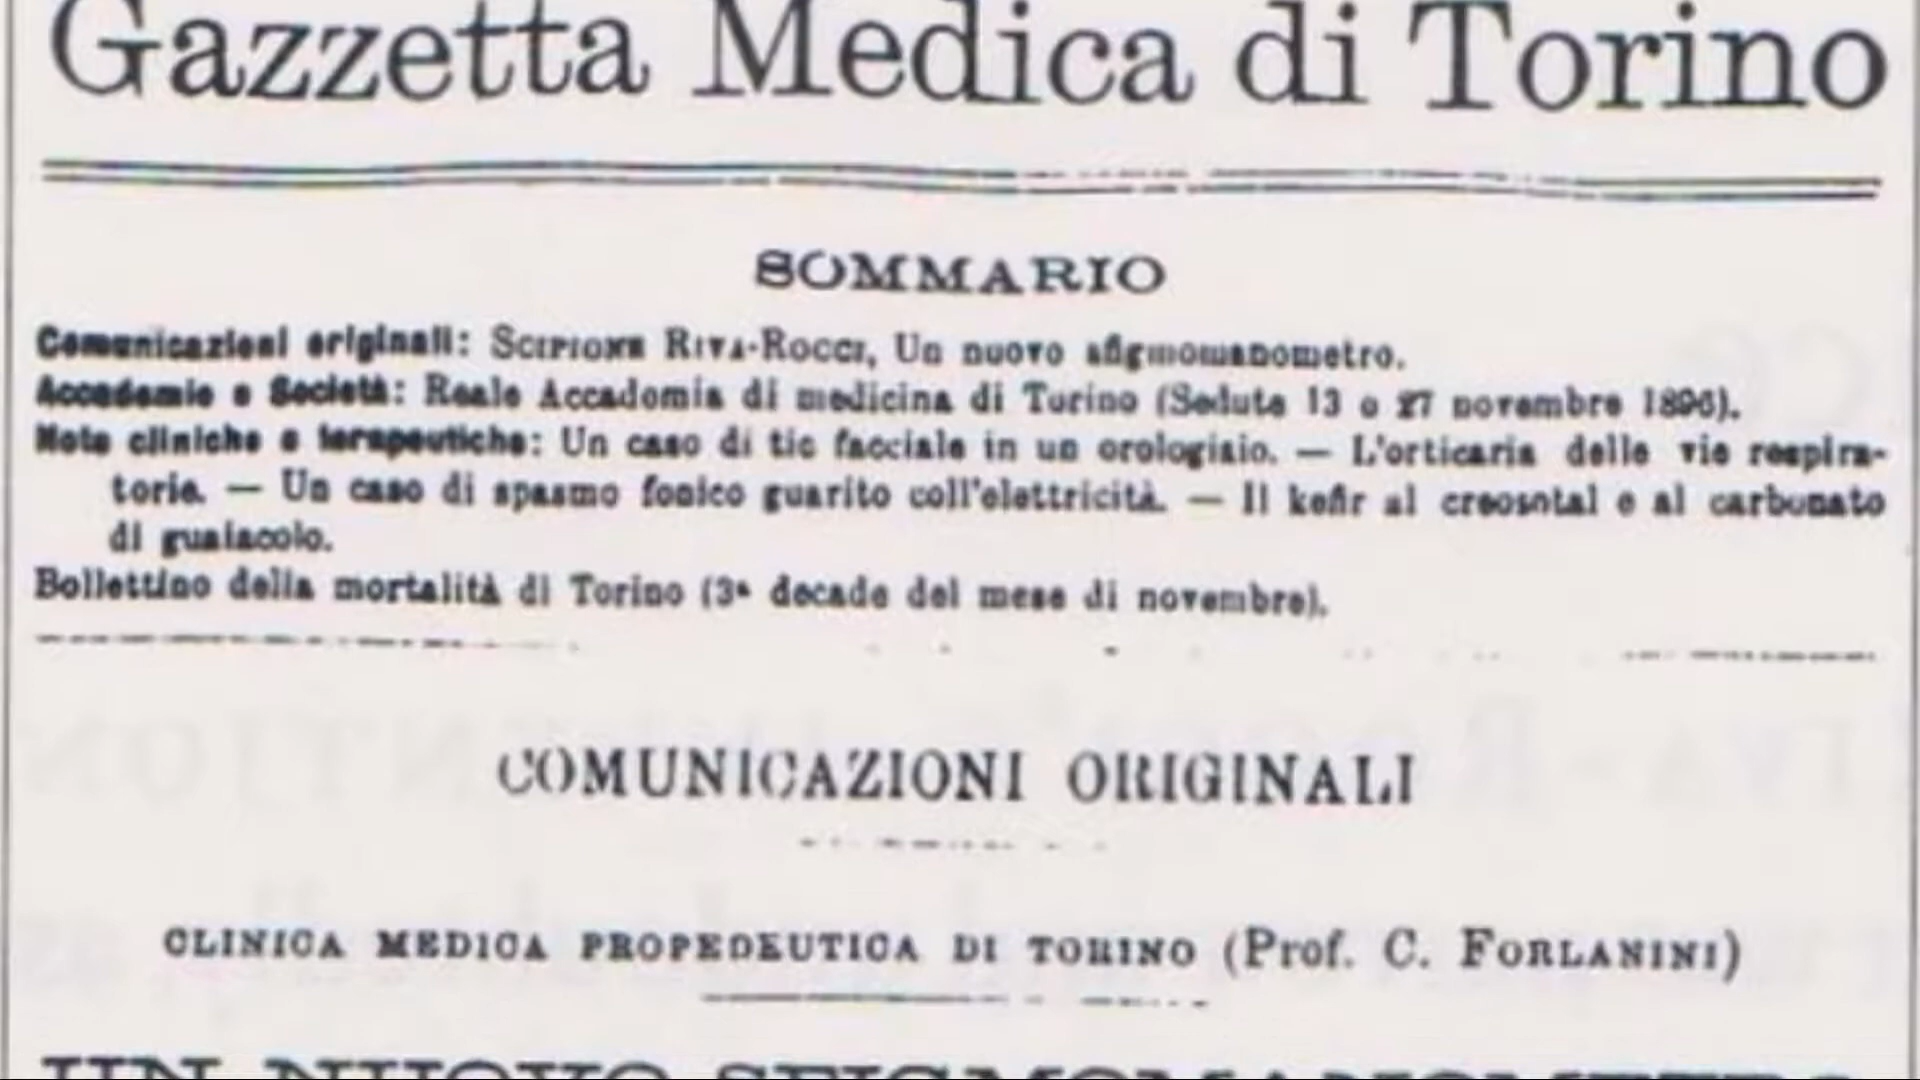 Gazzetta Medica di Torino
SOMMARIO
Comunicazioni originali: SCIPIONE RIVA-ROCCI, Un nuovo sfigmomanometro.
Accademie e Società: Reale Accademia di medicina di Torino (Sedute 13 e 27 novembre 1896).
Note cliniche e terapeutiche: Un caso di tic facciale in un orologiaio. — L'orticaria delle vie respira-
torie. — Un caso di spasmo fonico guarito coll'elettricità. — Il kefir al creosotal e al carbonato
di guaiacolo.
Bollettino della mortalità di Torino (3ª decade del mese di novembre).
COMUNICAZIONI ORIGINALI
CLINICA MEDICA PROPEDEUTICA DI TORINO (Prof. C. FORLANINI)
UN NUOVO SFIGMOMANOMETRO